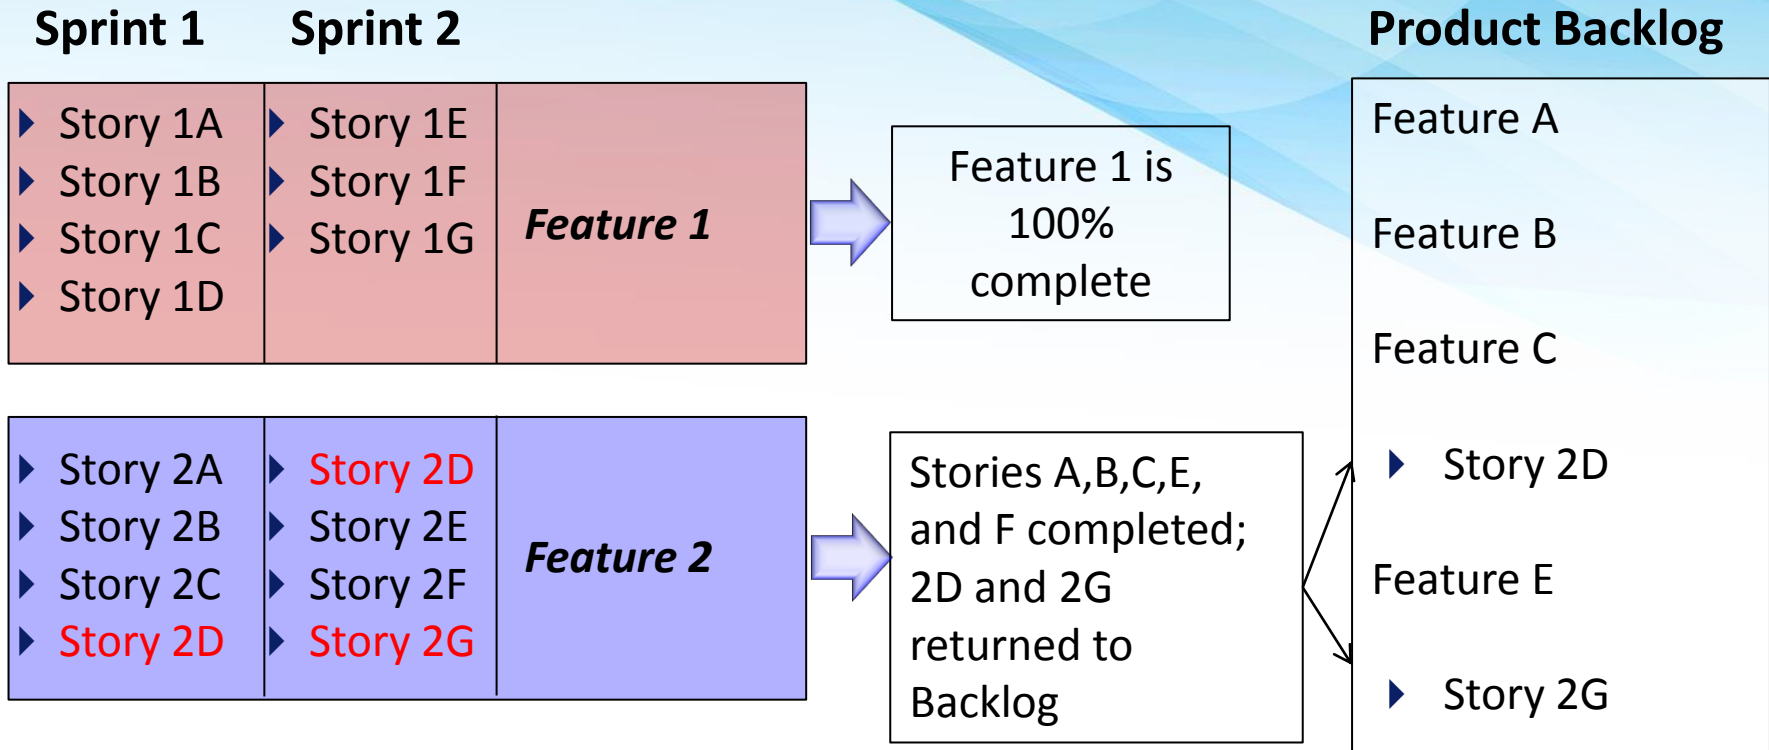 Sprint 1
Sprint 2
Product Backlog
Story 1A
Story 1B
Story 1C
Story 1D
Story 1E
Story 1F
Story 1G
Feature 1
Feature 1 is
100%
complete
Story 2A
Story 2B
Story 2C
Story 2D
Story 2D
Story 2E
Story 2F
Story 2G
Feature 2
Stories A,B,C,E,
and F completed;
2D and 2G
returned to
Backlog
Feature A
Feature B
Feature C
Story 2D
Feature E
Story 2G